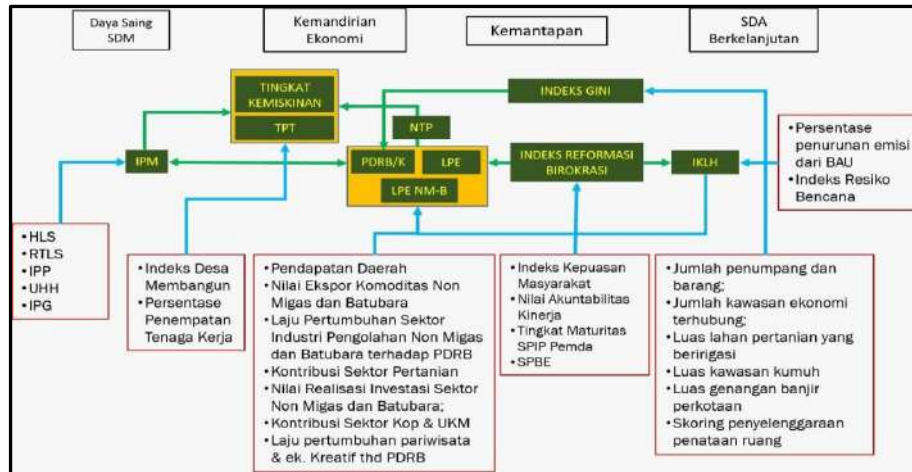 Daya Saing
SDM
Kemandirian
Ekonomi
Kemantapan
SDA
Berkelanjutan
TINGKAT
KEMISKINAN
TPT
INDEKS GINI
NTP
IPM
PDRB/K
LPE
LPE NM-B
INDEKS REFORMASI
BIROKRASI
IKLH
• Persentase
penurunan emisi
dari BAU
• Indeks Resiko
Bencana
• HLS
• RTLS
• IPP
• UHH
• IPG
• Indeks Desa
Membangun
• Persentase
Penempatan
Tenaga Kerja
• Pendapatan Daerah
• Nilai Ekspor Komoditas Non
Migas dan Batubara
• Laju Pertumbuhan Sektor
Industri Pengolahan Non Migas
dan Batubara terhadap PDRB
• Kontribusi Sektor Pertanian
• Nilai Realisasi Investasi Sektor
Non Migas dan Batubara;
• Kontribusi Sektor Kop & UKM
• Laju pertumbuhan pariwisata
& ek. Kreatif thd PDRB
• Indeks Kepuasan
Masyarakat
• Nilai Akuntabilitas
Kinerja
• Tingkat Maturitas
SPIP Pemda
• SPBE
• Jumlah penumpang dan
barang;
• Jumlah kawasan ekonomi
terhubung;
• Luas lahan pertanian yang
beririgasi
• Luas kawasan kumuh
• Luas genangan banjir
perkotaan
• Skoring penyelenggaraan
penataan ruang